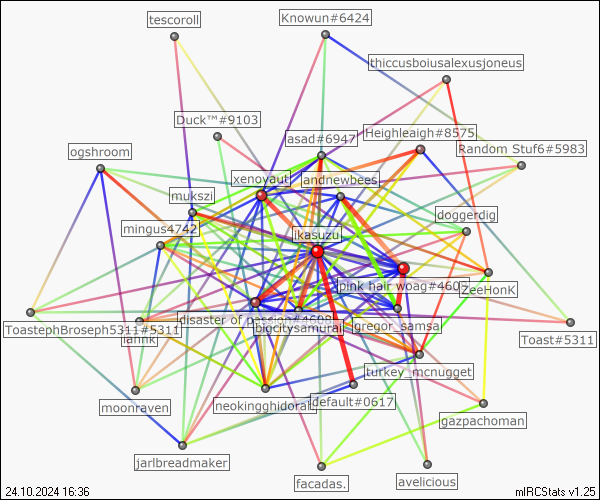 tescoroll
Knowun#6424
thiccusboiusalexusjoneus
Duck™#9103
asad#6947
Heighleaigh#8575
Random Stuf6#5983
ogshroom
xenoyaut
andnewbees
mukszi
mingus4742
doggerdig
ikasuzu
pink hair woag#4607
ZeeHonK
disaster of passion#4698
bigcitysamurai
gregor_samsa
ToastephBroseph5311#5311
iannk
Toast#5311
turkey_mcnugget
moonraven
neokingghidorah
default#0617
gazpachoman
jarlbreadmaker
facadas.
avelicious
24.10.2024 16:36
mIRCStats v1.25